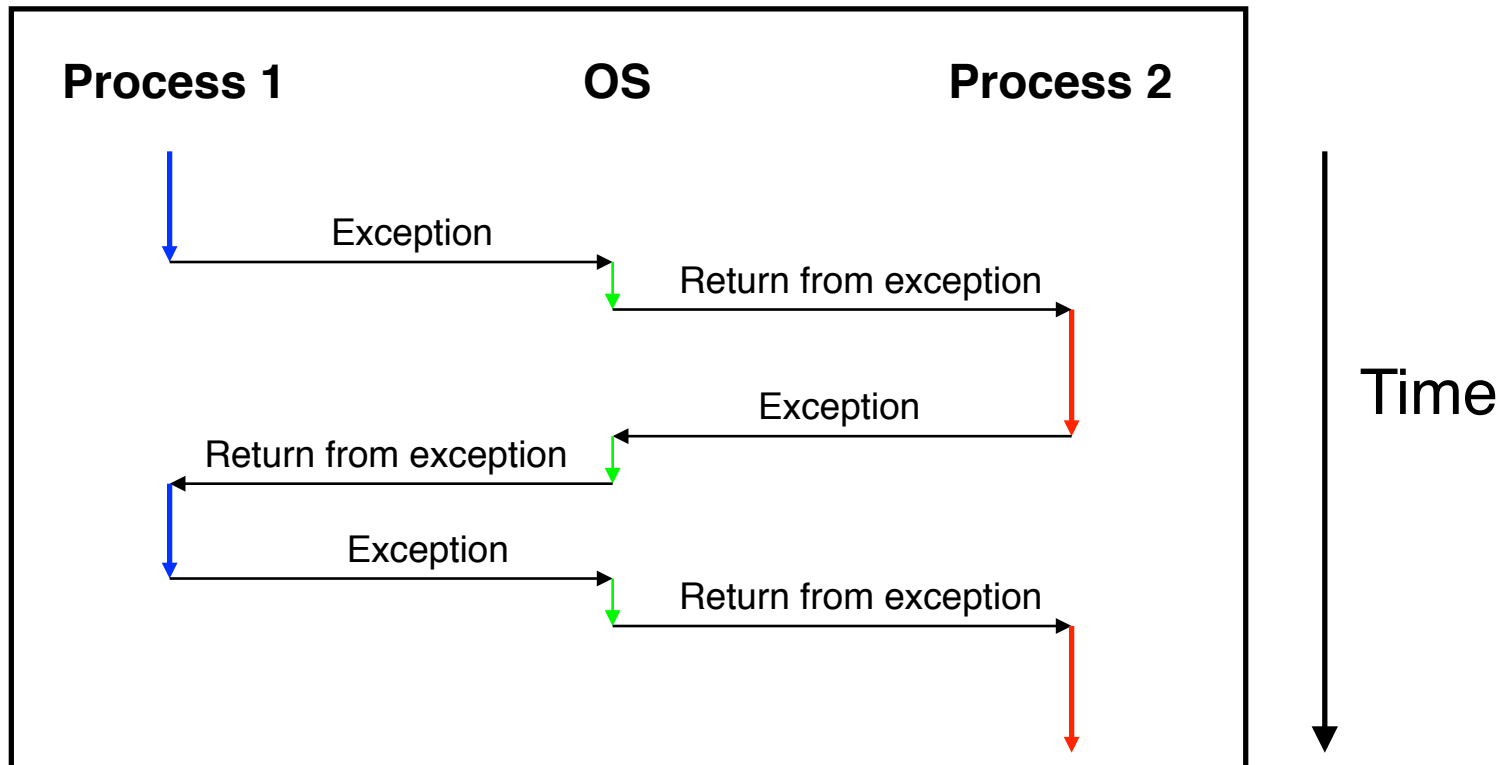 Process 1
OS
Process 2
Exception
Return from exception
Time
Exception
Return from exception
Exception
Return from exception